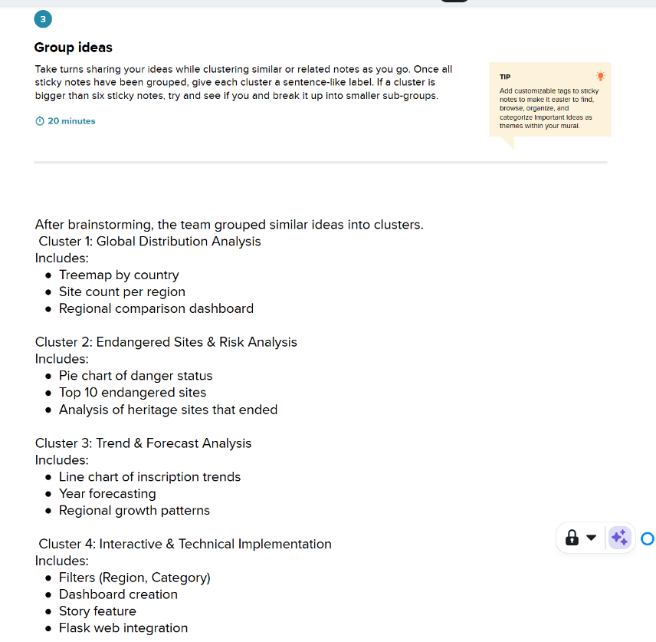 3
Group ideas
Take turns sharing your ideas while clustering similar or related notes as you go. Once all
sticky notes have been grouped, give each cluster a sentence-like label. If a cluster is
bigger than six sticky notes, try and see if you and break it up into smaller sub-groups.
20 minutes
TIP
Add customizable tags to sticky
notes to make it easier to find,
browse, organize, and
categorize important ideas as
themes within your mural.
After brainstorming, the team grouped similar ideas into clusters.
Cluster 1: Global Distribution Analysis
Includes:
● Treemap by country
● Site count per region
● Regional comparison dashboard
Cluster 2: Endangered Sites & Risk Analysis
Includes:
● Pie chart of danger status
● Top 10 endangered sites
● Analysis of heritage sites that ended
Cluster 3: Trend & Forecast Analysis
Includes:
● Line chart of inscription trends
● Year forecasting
● Regional growth patterns
Cluster 4: Interactive & Technical Implementation
Includes:
● Filters (Region, Category)
● Dashboard creation
● Story feature
● Flask web integration